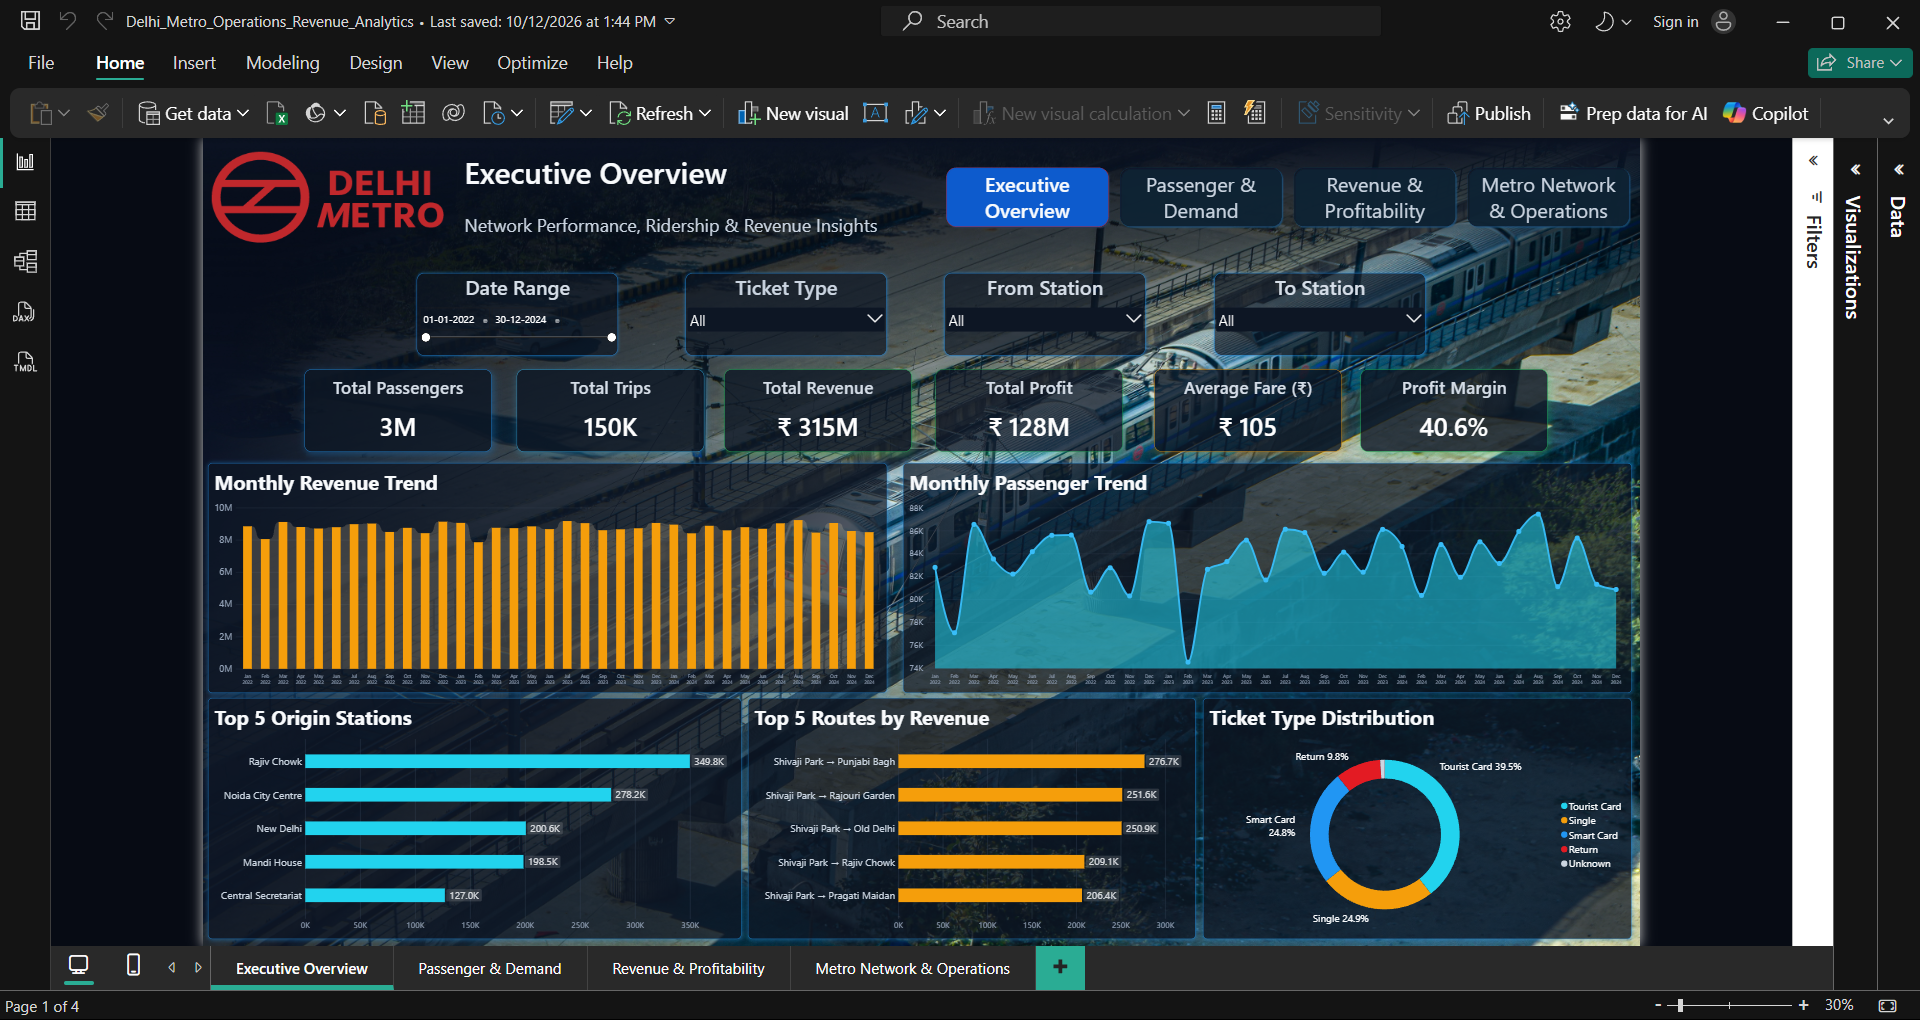 Delhi_Metro_Operations_Revenue_Analytics • Last saved: 10/12/2026 at 1:44 PM
Search
Sign in
File
Home
Insert
Modeling
Design
View
Optimize
Help
Share
Get data
Refresh
New visual
New visual calculation
Sensitivity
Publish
Prep data for AI
Copilot
DAX
TMDL
DELHI
METRO
Executive Overview
Network Performance, Ridership & Revenue Insights
Executive
Overview
Passenger &
Demand
Revenue &
Profitability
Metro Network
& Operations
Filters
Visualizations
Data
Date Range
01-01-2022
30-12-2024
Ticket Type
All
From Station
All
To Station
All
Total Passengers
3M
Total Trips
150K
Total Revenue
₹ 315M
Total Profit
₹ 128M
Average Fare (₹)
₹ 105
Profit Margin
40.6%
Monthly Revenue Trend
10M
8M
6M
4M
2M
0M
Monthly Passenger Trend
88K
86K
84K
82K
80K
78K
76K
74K
Top 5 Origin Stations
Rajiv Chowk
349.8K
Noida City Centre
278.2K
New Delhi
200.6K
Mandi House
198.5K
Central Secretariat
127.0K
0K 50K 100K 150K 200K 250K 300K 350K
Top 5 Routes by Revenue
Shivaji Park → Punjabi Bagh
276.7K
Shivaji Park → Rajouri Garden
251.6K
Shivaji Park → Old Delhi
250.9K
Shivaji Park → Rajiv Chowk
209.1K
Shivaji Park → Pragati Maidan
206.4K
0K 50K 100K 150K 200K 250K 300K
Ticket Type Distribution
Return 9.8%
Tourist Card 39.5%
Smart Card
24.8%
Single 24.9%
Tourist Card
Single
Smart Card
Return
Unknown
Executive Overview
Passenger & Demand
Revenue & Profitability
Metro Network & Operations
+
Page 1 of 4
- + 30%